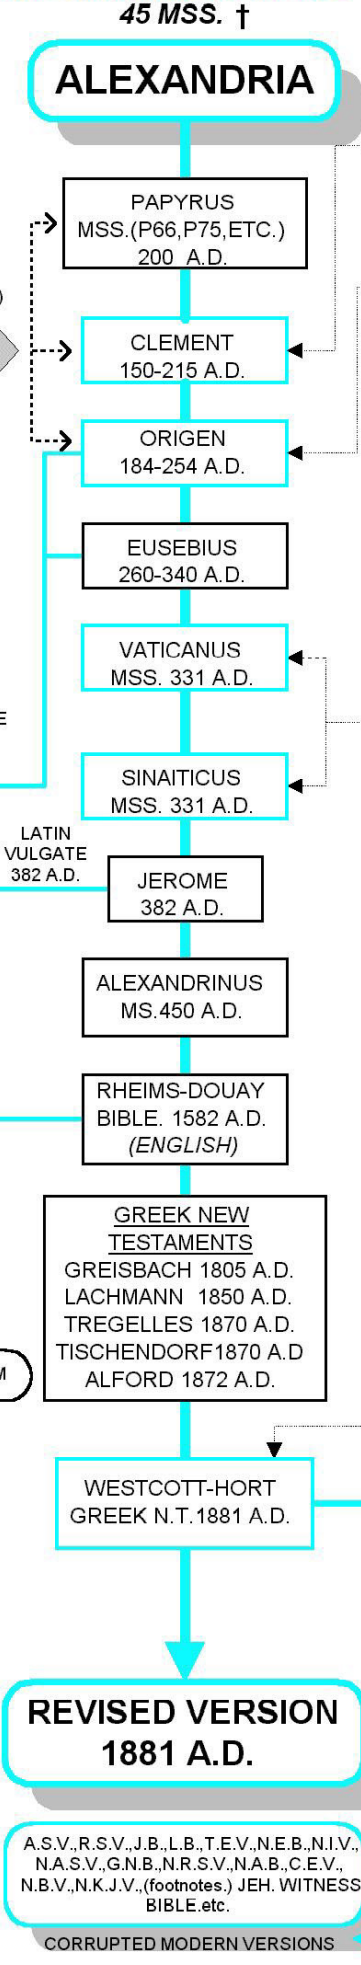 45 MSS. †
ALEXANDRIA
PAPYRUS
MSS.(P66,P75,ETC.)
200 A.D.
)
CLEMENT
150-215 A.D.
ORIGEN
184-254 A.D.
EUSEBIUS
260-340 A.D.
VATICANUS
MSS. 331 A.D.
E
SINAITICUS
MSS. 331 A.D.
LATIN
VULGATE
382 A.D.
JEROME
382 A.D.
ALEXANDRINUS
MS.450 A.D.
RHEIMS-DOUAY
BIBLE. 1582 A.D.
(ENGLISH)
GREEK NEW
TESTAMENTS
GREISBACH 1805 A.D.
LACHMANN 1850 A.D.
TREGELLES 1870 A.D.
TISCHENDORF1870 A.D
ALFORD 1872 A.D.
M
WESTCOTT-HORT
GREEK N.T.1881 A.D.
REVISED VERSION
1881 A.D.
A.S.V.,R.S.V.,J.B.,L.B.,T.E.V.,N.E.B.,N.I.V.,
N.A.S.V.,G.N.B.,N.R.S.V.,N.A.B.,C.E.V.,
N.B.V.,N.K.J.V.,(footnotes.) JEH. WITNESS
BIBLE.etc.
CORRUPTED MODERN VERSIONS